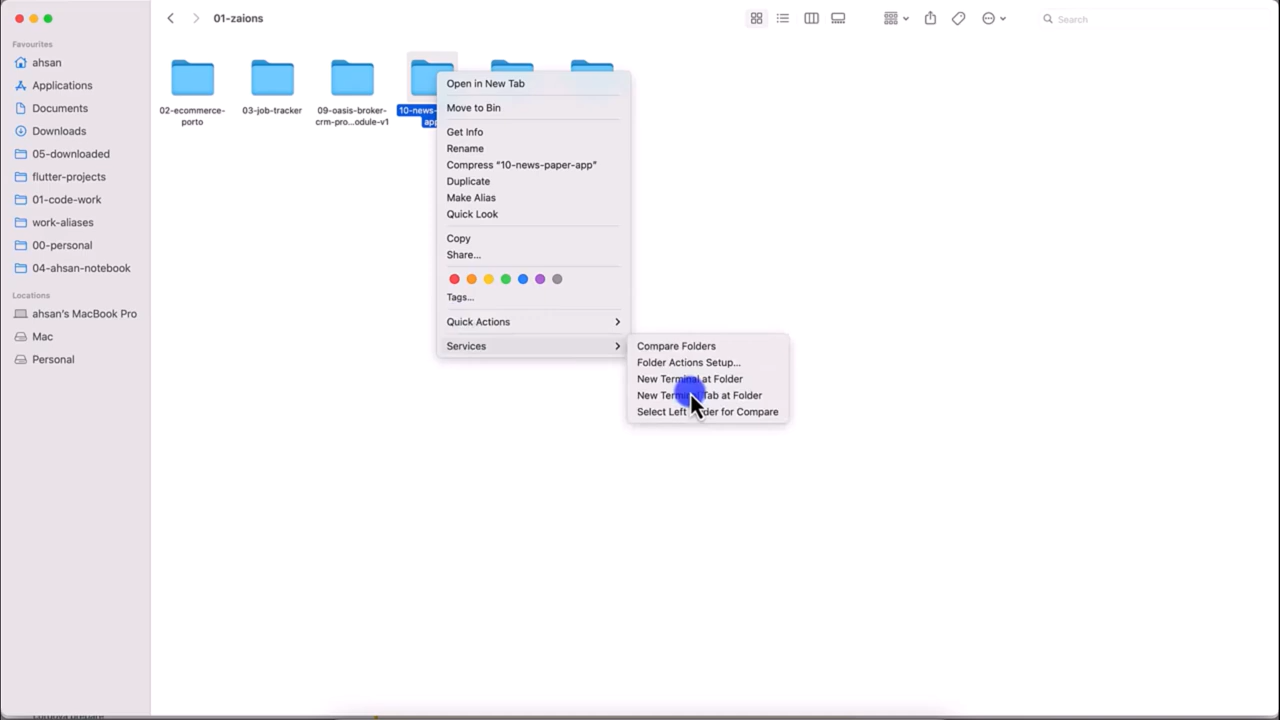 01-zaions
Search
Favourites
ahsan
Applications
Documents
Downloads
05-downloaded
flutter-projects
01-code-work
work-aliases
00-personal
04-ahsan-notebook
Locations
ahsan's MacBook Pro
Mac
Personal
02-ecommerce-
porto
03-job-tracker
09-oasis-broker-
crm-pro...odule-v1
10-news-
app
Open in New Tab
Move to Bin
Get Info
Rename
Compress "10-news-paper-app"
Duplicate
Make Alias
Quick Look
Copy
Share...
Tags...
Quick Actions
Services
Compare Folders
Folder Actions Setup...
New Terminal at Folder
New Terminal Tab at Folder
Select Left Folder for Compare